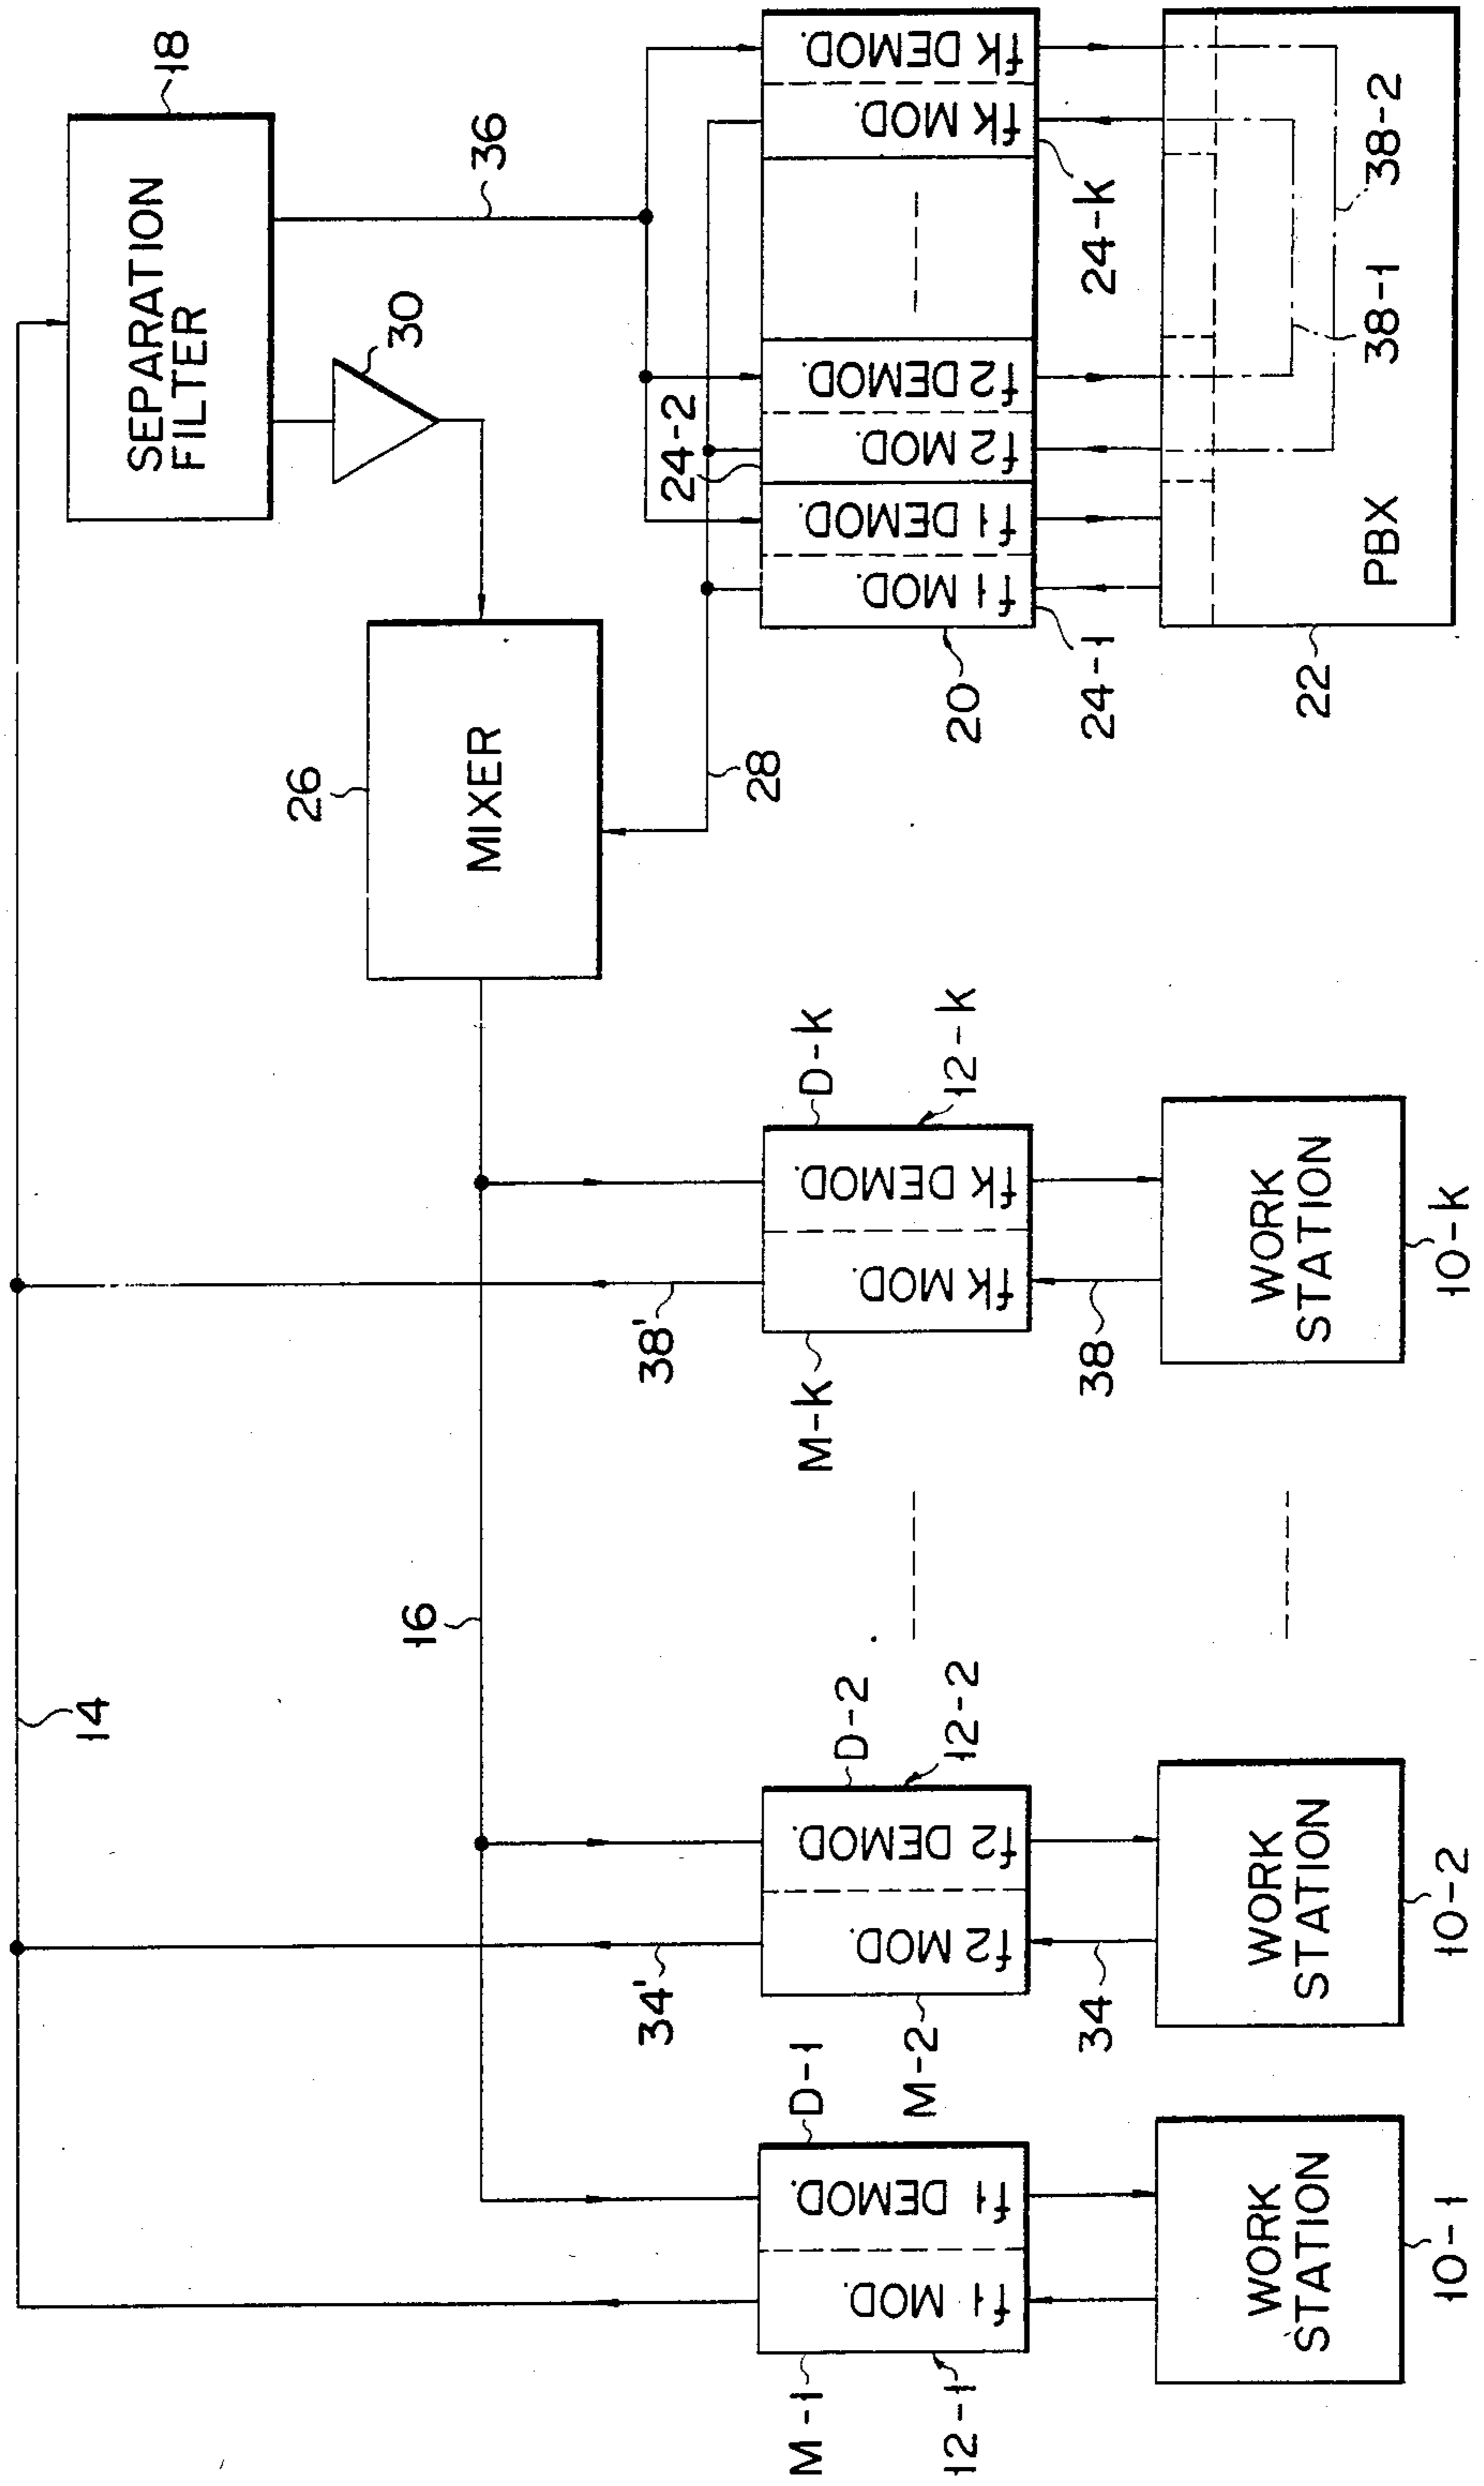 14
18
SEPARATION
FILTER
30
36
16
26
MIXER
28
34'
38'
M-1
D-1
12-1
f1 MOD.
f1 DEMOD.
M-2
D-2
12-2
f2 MOD.
f2 DEMOD.
M-K
D-K
12-K
fK MOD.
fK DEMOD.
24-2
20
f1 MOD.
f1 DEMOD.
f2 MOD.
f2 DEMOD.
fK MOD.
fK DEMOD.
24-1
24-K
34
38
WORK
STATION
10-1
WORK
STATION
10-2
WORK
STATION
10-K
22
PBX
38-1
38-2